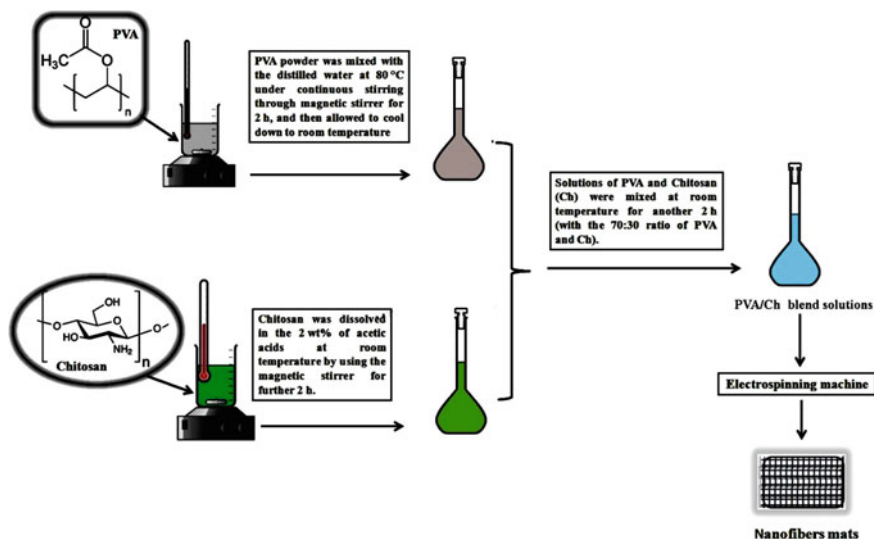 PVA
O
H₃C
O
n
PVA powder was mixed with
the distilled water at 80 °C
under continuous stirring
through magnetic stirrer for
2 h, and then allowed to cool
down to room temperature
Solutions of PVA and Chitosan
(Ch) were mixed at room
temperature for another 2 h
(with the 70:30 ratio of PVA
and Ch).
PVA/Ch blend solutions
OH
O
O
HO
NH₂
O
n
Chitosan
Chitosan was dissolved
in the 2 wt% of acetic
acids at room
temperature by using the
magnetic stirrer for
further 2 h.
Electrospinning machine
Nanofibers mats